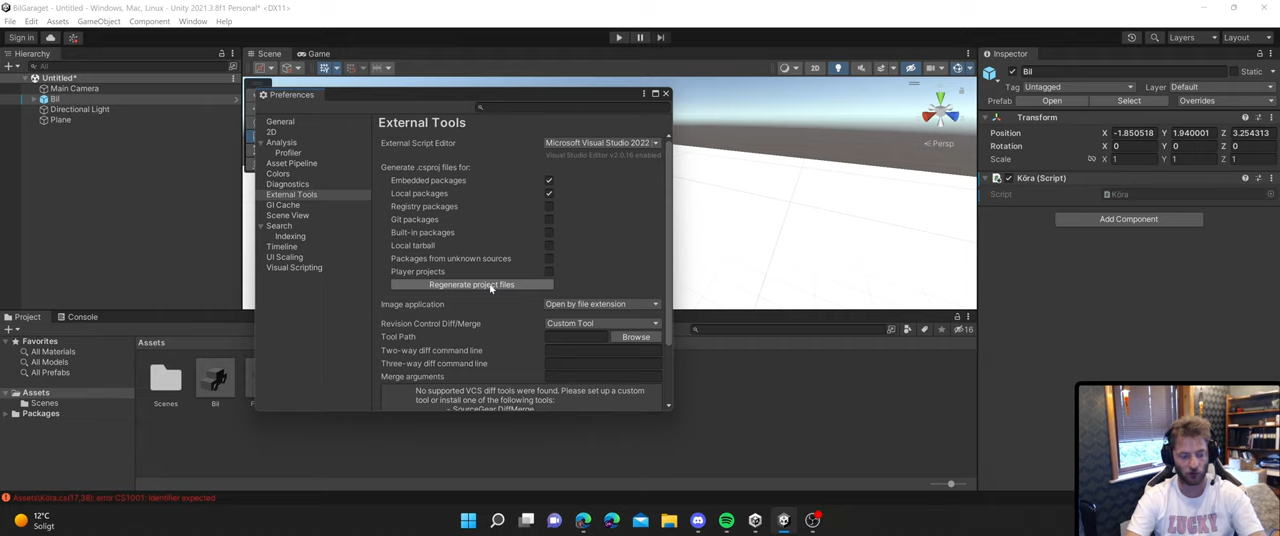 BilGaraget - Untitled - Windows, Mac, Linux - Unity 2021.3.8f1 Personal* <DX11>
File Edit Assets GameObject Component Window Help
Sign in
Layers
Layout
Hierarchy
All
Untitled*
Main Camera
Bil
Directional Light
Plane
Scene
Game
2D
Persp
Preferences
General
2D
Analysis
Profiler
Asset Pipeline
Colors
Diagnostics
External Tools
GI Cache
Scene View
Search
Indexing
Timeline
UI Scaling
Visual Scripting
External Tools
External Script Editor Microsoft Visual Studio 2022
Visual Studio Editor v2.0.16 enabled
Generate .csproj files for:
Embedded packages
Local packages
Registry packages
Git packages
Built-in packages
Local tarball
Packages from unknown sources
Player projects
Regenerate project files
Image application Open by file extension
Revision Control Diff/Merge Custom Tool
Tool Path Browse
Two-way diff command line
Three-way diff command line
Merge arguments
No supported VCS diff tools were found. Please set up a custom
tool or install one of the following tools:
- SourceGear DiffMerge
Inspector
Bil Static
Tag Untagged Layer Default
Prefab Open Select Overrides
Transform
Position X -1.850518 Y 1.940001 Z 3.254313
Rotation X 0 Y 0 Z 0
Scale X 1 Y 1 Z 1
Köra (Script)
Script Köra
Add Component
Project
Console
16
Favorites
All Materials
All Models
All Prefabs
Assets
Scenes
Packages
Assets
Scenes
Bil
Assets\Köra.cs(17,38): error CS1001: Identifier expected
12°C
Soligt
LUCKY